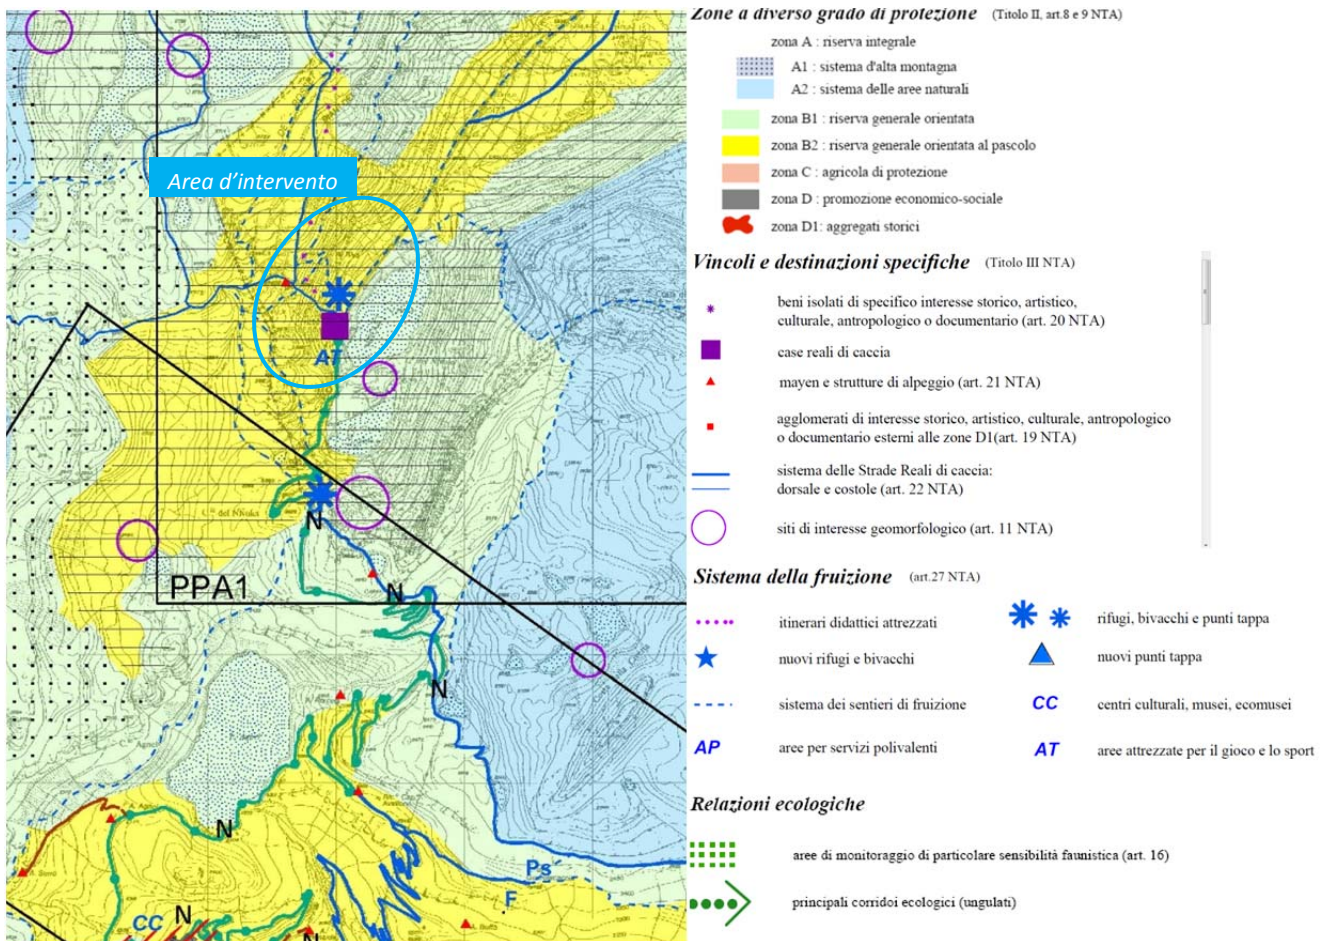 Area d'intervento
AT
C.le del Nivolet
N
PPA1
N
N
N
Ps
F
CC
N
N
Zone a diverso grado di protezione (Titolo II, art.8 e 9 NTA)
zona A : riserva integrale
A1 : sistema d'alta montagna
A2 : sistema delle aree naturali
zona B1 : riserva generale orientata
zona B2 : riserva generale orientata al pascolo
zona C : agricola di protezione
zona D : promozione economico-sociale
zona D1: aggregati storici
Vincoli e destinazioni specifiche (Titolo III NTA)
beni isolati di specifico interesse storico, artistico,
culturale, antropologico o documentario (art. 20 NTA)
case reali di caccia
mayen e strutture di alpeggio (art. 21 NTA)
agglomerati di interesse storico, artistico, culturale, antropologico
o documentario esterni alle zone D1(art. 19 NTA)
sistema delle Strade Reali di caccia:
dorsale e costole (art. 22 NTA)
siti di interesse geomorfologico (art. 11 NTA)
Sistema della fruizione (art.27 NTA)
itinerari didattici attrezzati
rifugi, bivacchi e punti tappa
nuovi rifugi e bivacchi
nuovi punti tappa
sistema dei sentieri di fruizione
CC centri culturali, musei, ecomusei
AP aree per servizi polivalenti
AT aree attrezzate per il gioco e lo sport
Relazioni ecologiche
aree di monitoraggio di particolare sensibilità faunistica (art. 16)
principali corridoi ecologici (ungulati)